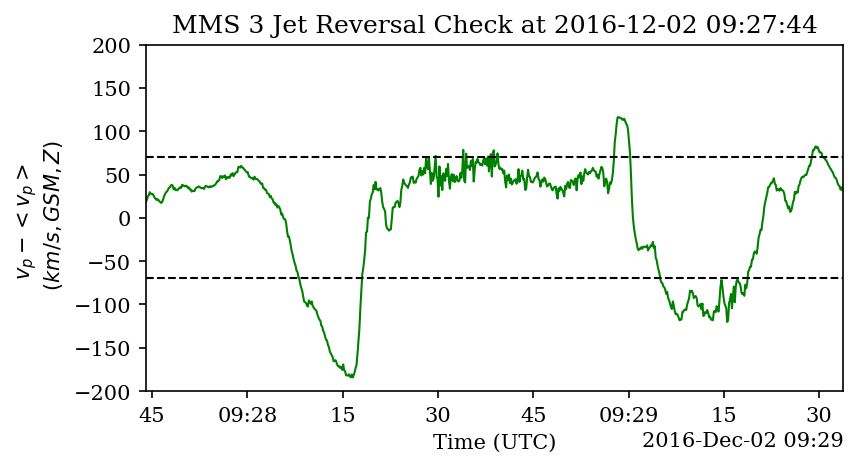 MMS 3 Jet Reversal Check at 2016-12-02 09:27:44
200
150
100
50
0
−50
−100
−150
−200
v_p − < v_p >
(km/s, GSM, Z)
45 09:28 15 30 45 09:29 15 30
Time (UTC)
2016-Dec-02 09:29